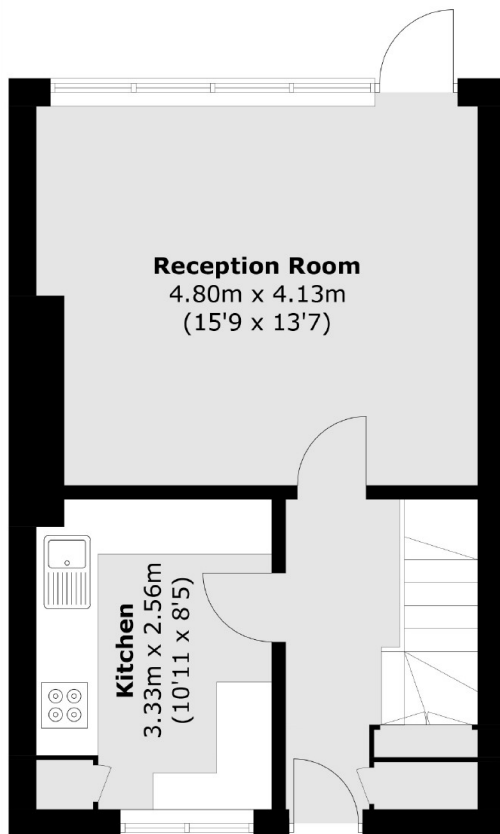 Reception Room
4.80m x 4.13m
(15'9 x 13'7)
Kitchen
3.33m x 2.56m
(10'11 x 8'5)